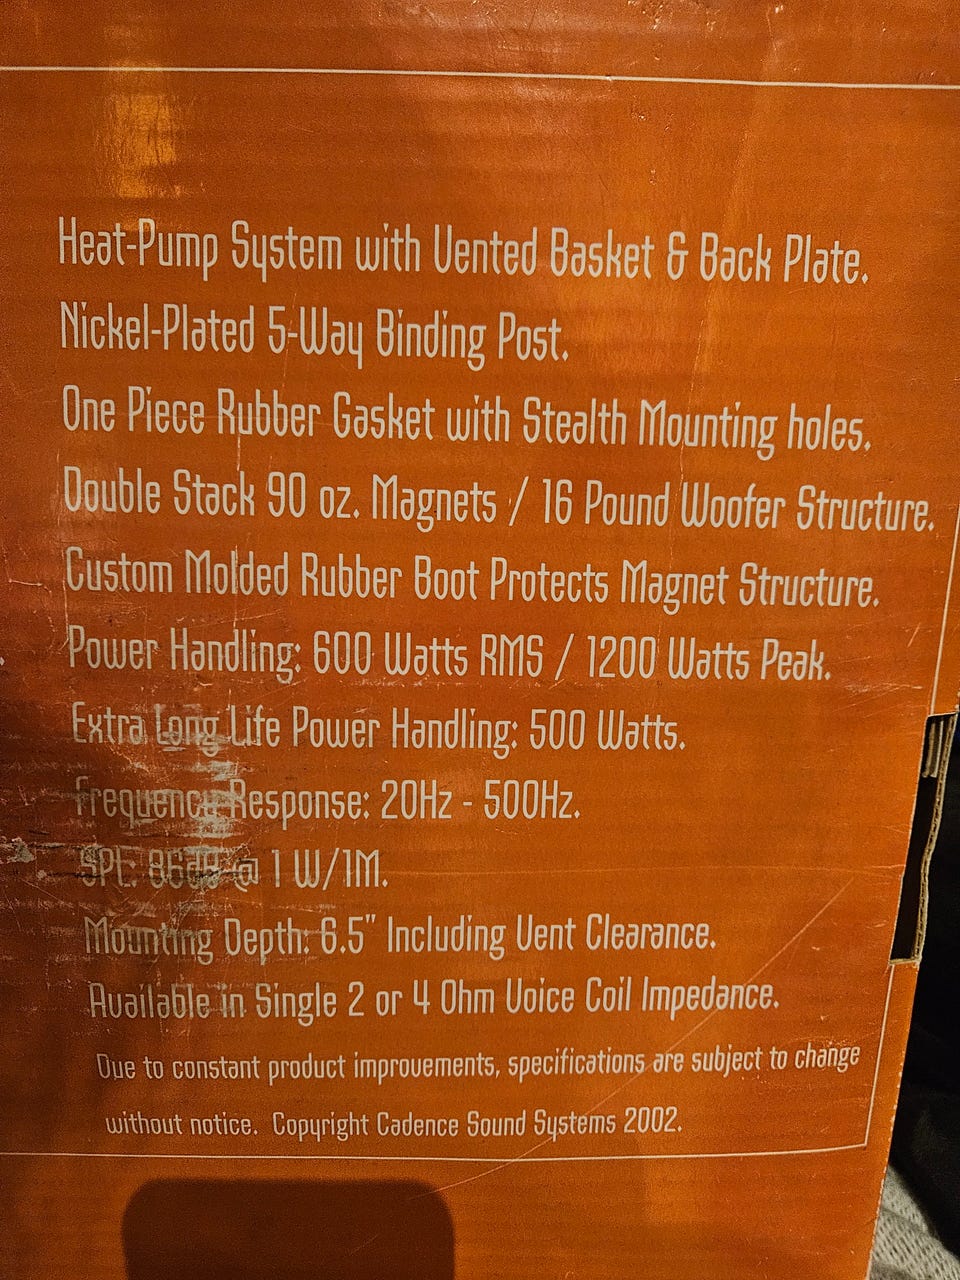 Heat-Pump System with Vented Basket & Back Plate.
Nickel-Plated 5-Way Binding Post.
One Piece Rubber Gasket with Stealth Mounting holes.
Double Stack 90 oz. Magnets / 16 Pound Woofer Structure.
Custom Molded Rubber Boot Protects Magnet Structure.
Power Handling: 600 Watts RMS / 1200 Watts Peak.
Extra Long Life Power Handling: 500 Watts.
Frequency Response: 20Hz - 500Hz.
SPL: 86dB @ 1 W/1M.
Mounting Depth: 6.5" Including Vent Clearance.
Available in Single 2 or 4 Ohm Voice Coil Impedance.
Due to constant product improvements, specifications are subject to change
without notice. Copyright Cadence Sound Systems 2002.